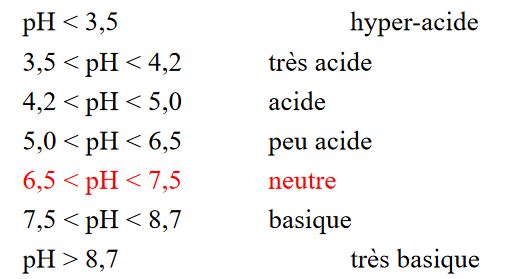 pH < 3,5 hyper-acide
3,5 < pH < 4,2 très acide
4,2 < pH < 5,0 acide
5,0 < pH < 6,5 peu acide
6,5 < pH < 7,5 neutre
7,5 < pH < 8,7 basique
pH > 8,7 très basique